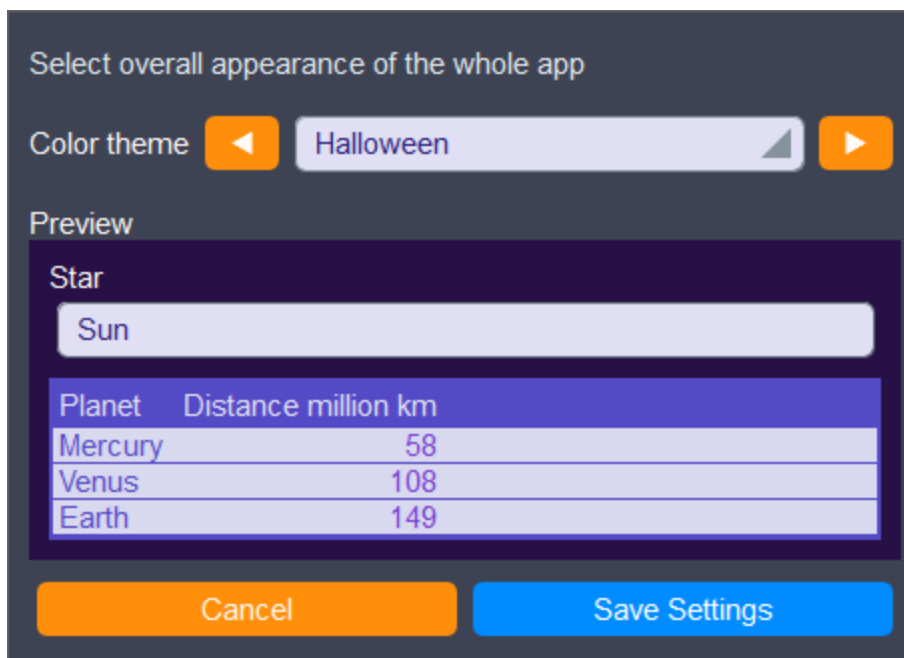 Select overall appearance of the whole app
Color theme Halloween
Preview
Star
Sun
Planet Distance million km
Mercury 58
Venus 108
Earth 149
Cancel Save Settings